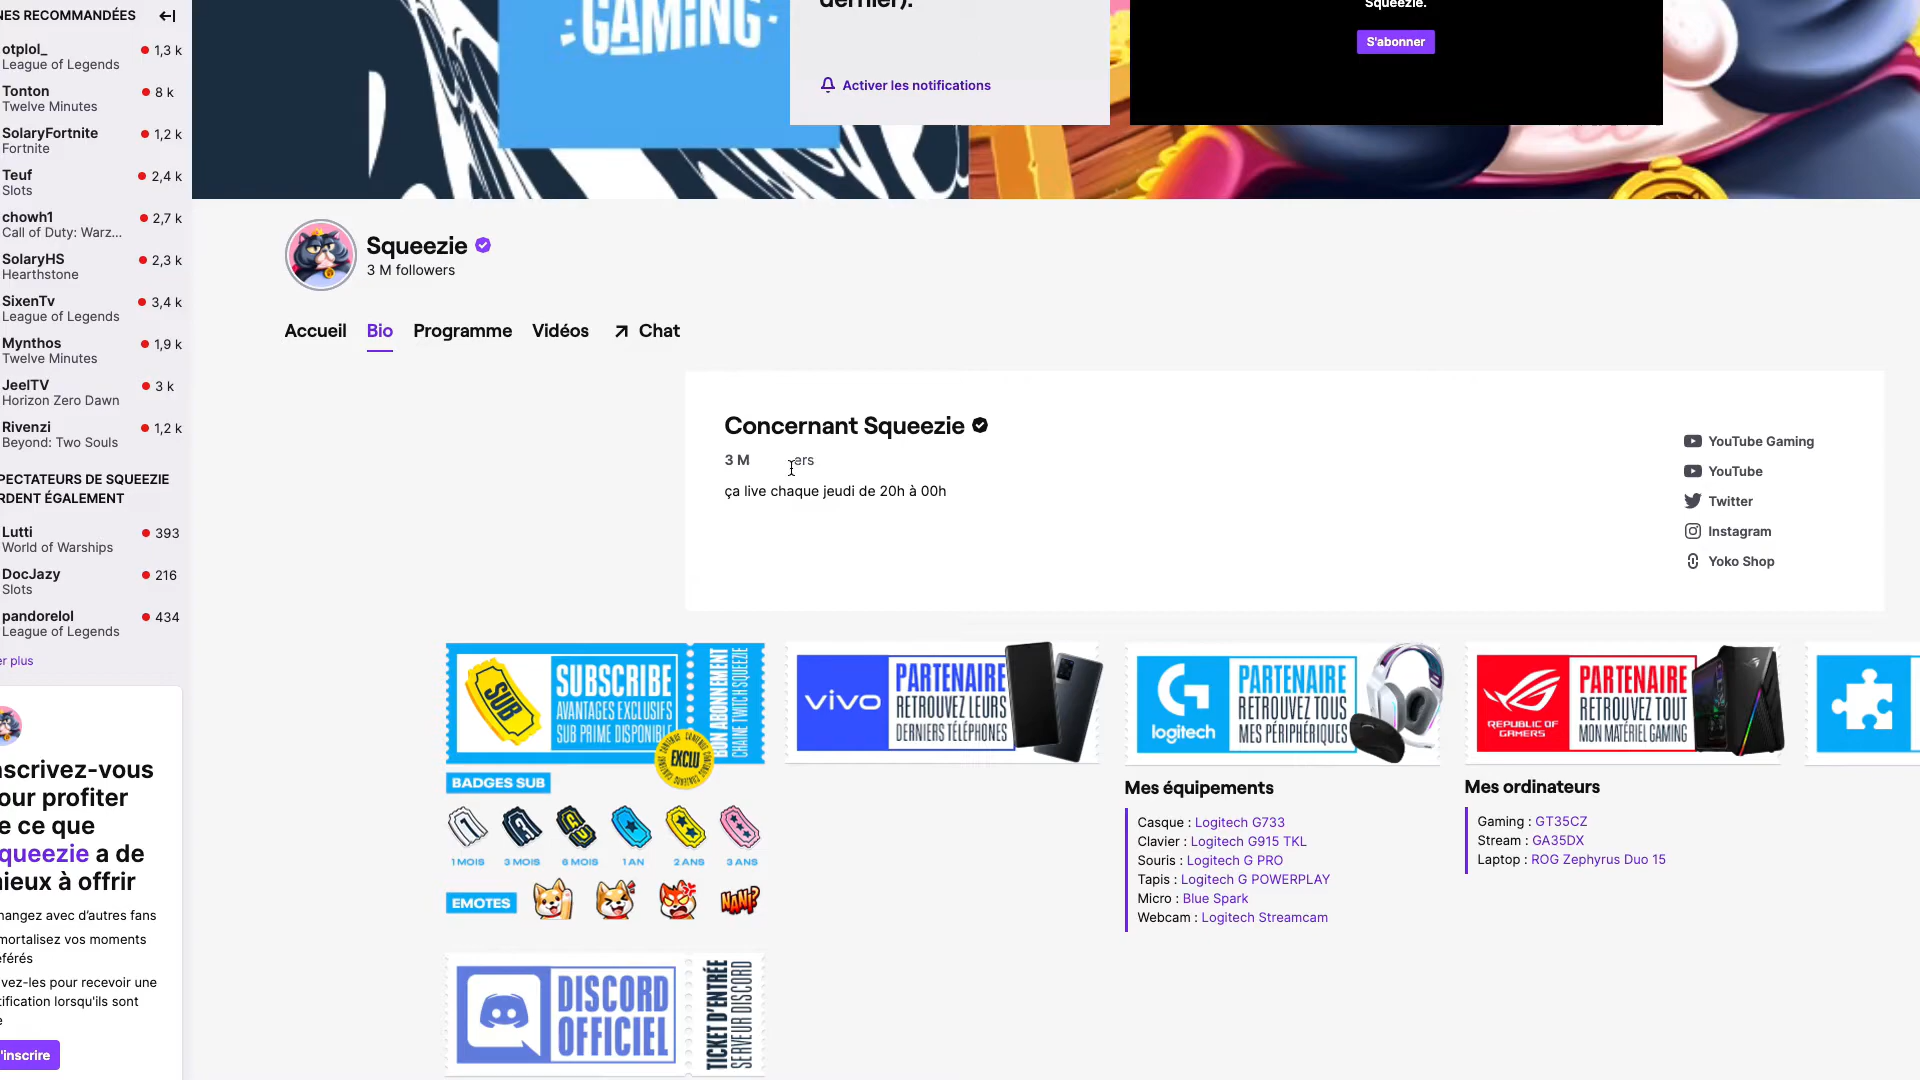 NES RECOMMANDÉES
otplol_
1,3 k
League of Legends
Tonton
8 k
Twelve Minutes
SolaryFortnite
1,2 k
Fortnite
Teuf
2,4 k
Slots
chowh1
2,7 k
Call of Duty: Warz...
SolaryHS
2,3 k
Hearthstone
SixenTv
3,4 k
League of Legends
Mynthos
1,9 k
Twelve Minutes
JeelTV
3 k
Horizon Zero Dawn
Rivenzi
1,2 k
Beyond: Two Souls
PECTATEURS DE SQUEEZIE
RDENT ÉGALEMENT
Lutti
393
World of Warships
DocJazy
216
Slots
pandorelol
434
League of Legends
er plus
nscrivez-vous
our profiter
e ce que
queezie a de
ieux à offrir
hangez avec d'autres fans
mortalisez vos moments
éférés
vez-les pour recevoir une
tification lorsqu'ils sont
e
'inscrire
GAMING
dernier).
Activer les notifications
Squeezie.
S'abonner
Squeezie
3 M followers
Accueil
Bio
Programme
Vidéos
Chat
Concernant Squeezie
3 M ers
ça live chaque jeudi de 20h à 00h
YouTube Gaming
YouTube
Twitter
Instagram
Yoko Shop
SUB
SUBSCRIBE
AVANTAGES EXCLUSIFS
SUB PRIME DISPONIBLE
BON ABONNEMENT
CHAINE TWITCH SQUEEZIE
EXCLU
BADGES SUB
1 MOIS
3 MOIS
6 MOIS
1 AN
2 ANS
3 ANS
EMOTES
NANI?
vivo
PARTENAIRE
RETROUVEZ LEURS
DERNIERS TÉLÉPHONES
logitech
PARTENAIRE
RETROUVEZ TOUS
MES PÉRIPHÉRIQUES
Mes équipements
Casque : Logitech G733
Clavier : Logitech G915 TKL
Souris : Logitech G PRO
Tapis : Logitech G POWERPLAY
Micro : Blue Spark
Webcam : Logitech Streamcam
REPUBLIC OF
GAMERS
PARTENAIRE
RETROUVEZ TOUT
MON MATÉRIEL GAMING
Mes ordinateurs
Gaming : GT35CZ
Stream : GA35DX
Laptop : ROG Zephyrus Duo 15
DISCORD
OFFICIEL
TICKET D'ENTRÉE
SERVEUR DISCORD